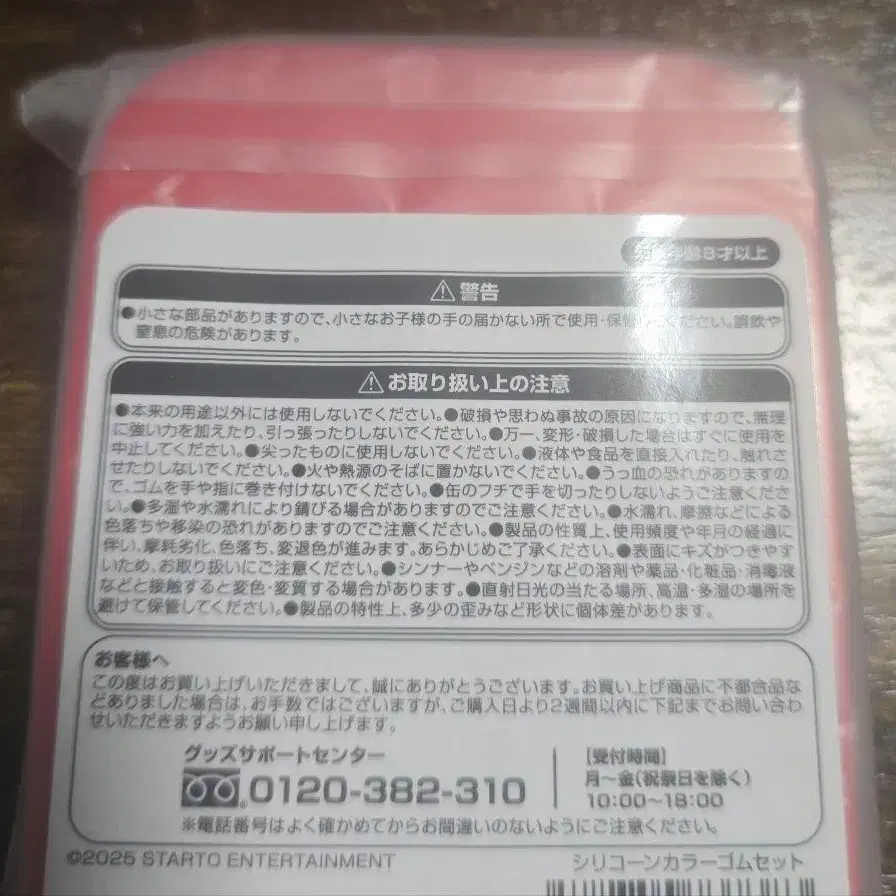 8才以上
⚠警告
●小さな部品がありますので、小さなお子様の手の届かない所で使用・保管ください。誤飲や
窒息の危険があります。
⚠お取り扱い上の注意
●本来の用途以外には使用しないでください。●破損や思わぬ事故の原因になりますので、無理
に強い力を加えたり、引っ張ったりしないでください。●万一、変形・破損した場合はすぐに使用を
中止してください。●尖ったものに使用しないでください。●液体や食品を直接入れたり、触れさ
せたりしないでください。●火や熱源のそばに置かないでください。●うっ血の恐れがありますの
で、ゴムを手や指に巻き付けないでください。●缶のフチで手を切ったりしないようご注意くださ
い。●多湿や水濡れにより錆びる場合がありますのでご注意ください。●水濡れ、摩擦などによる
色落ちや移染の恐れがありますのでご注意ください。●製品の性質上、使用頻度や年月の経過に
伴い、摩耗劣化、色落ち、変退色が進みます。あらかじめご了承ください。●表面にキズがつきやす
いため、お取り扱いにご注意ください。●シンナーやベンジンなどの溶剤や薬品・化粧品・消毒液
などと接触すると変色・変質する場合があります。●直射日光の当たる場所、高温・多湿の場所を
避けて保管してください。●製品の特性上、多少の歪みなど形状に個体差があります。
お客様へ
この度はお買い上げいただきまして、誠にありがとうございます。お買い上げ商品に不都合品な
どありました場合は、お手数ではございますが、ご購入日より2週間以内に下記までお問い合わ
せいただきますようお願い申し上げます。
グッズサポートセンター
0120-382-310
[受付時間]
月〜金(祝祭日を除く)
10:00〜18:00
※電話番号はよく確かめてからお間違いのないようにご注意ください。
©2025 STARTO ENTERTAINMENT
シリコーンカラーゴムセット